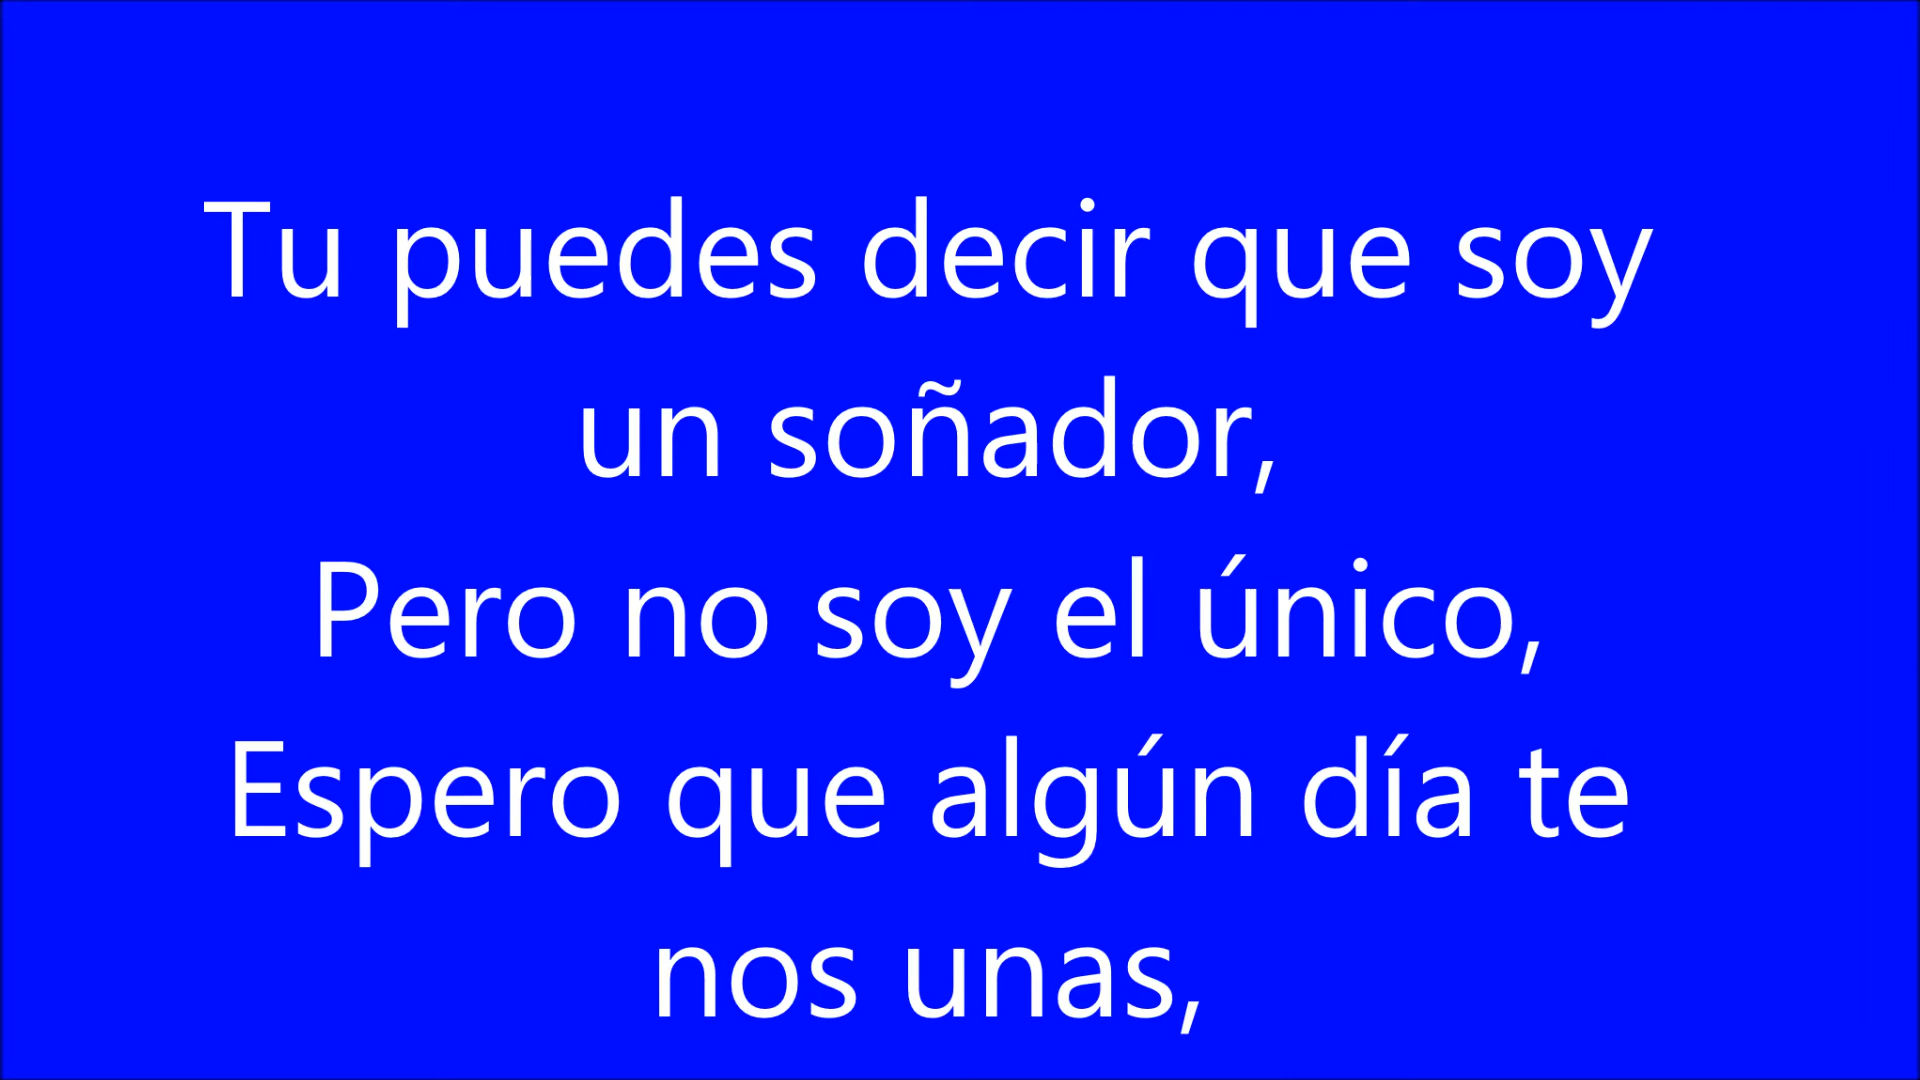 Tu puedes decir que soy
un soñador,
Pero no soy el único,
Espero que algún día te
nos unas,